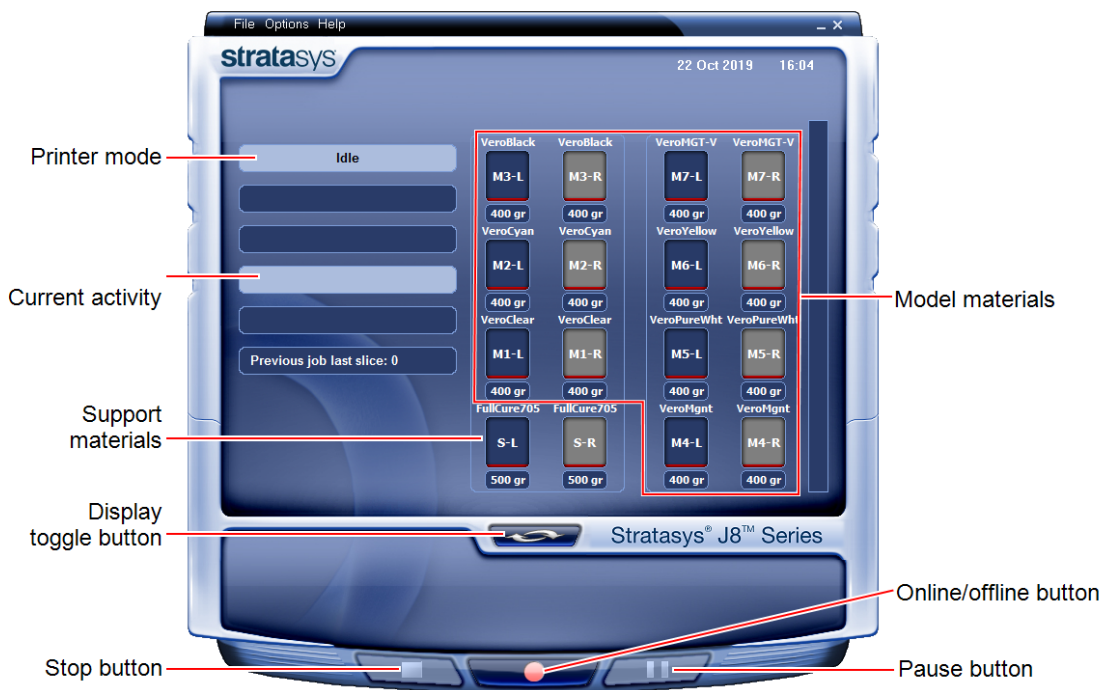 File Options Help
stratasys
22 Oct 2019 16:04
Printer mode
Idle
VeroBlack VeroBlack VeroMGT-V VeroMGT-V
M3-L M3-R M7-L M7-R
400 gr 400 gr 400 gr 400 gr
VeroCyan VeroCyan VeroYellow VeroYellow
M2-L M2-R M6-L M6-R
Current activity
Model materials
400 gr 400 gr 400 gr 400 gr
VeroClear VeroClear VeroPureWht VeroPureWht
Previous job last slice: 0
M1-L M1-R M5-L M5-R
400 gr 400 gr 400 gr 400 gr
FullCure705 FullCure705 VeroMgnt VeroMgnt
Support
materials
S-L S-R M4-L M4-R
500 gr 500 gr 400 gr 400 gr
Display
toggle button
Stratasys® J8™ Series
Online/offline button
Stop button
Pause button